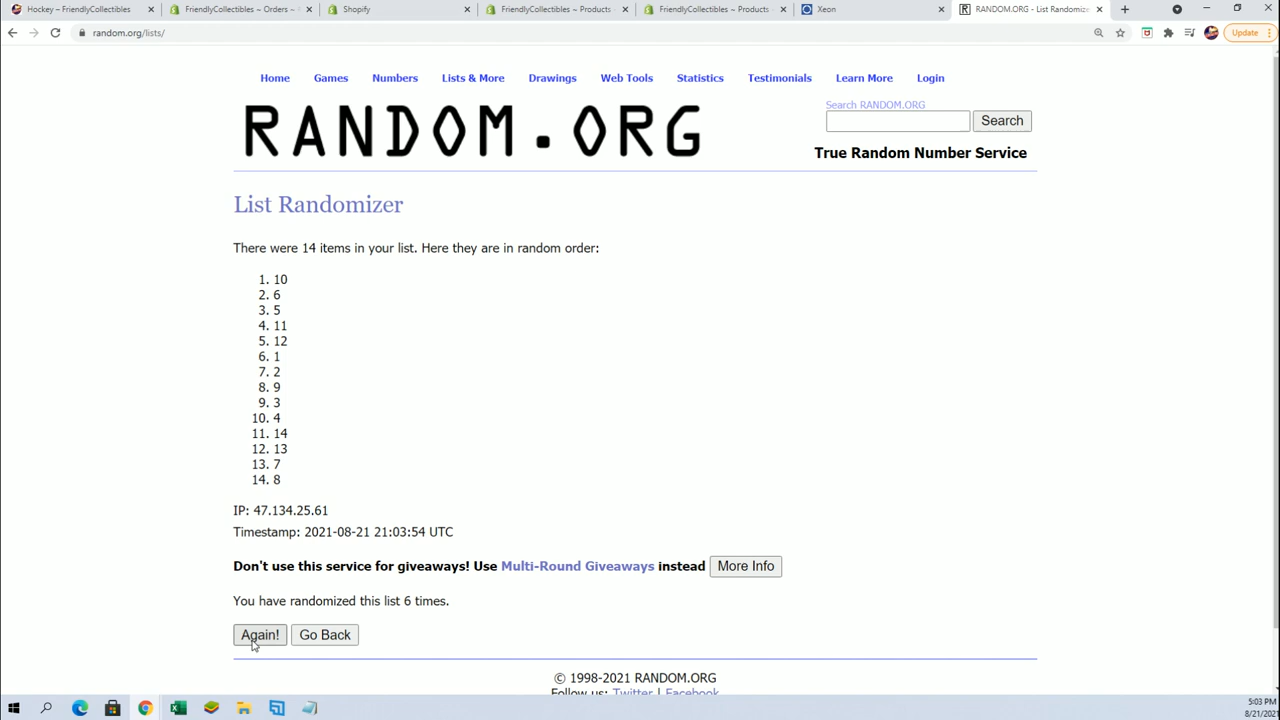 Hockey – FriendlyCollectibles
FriendlyCollectibles ~ Orders ~
Shopify
FriendlyCollectibles ~ Products
FriendlyCollectibles ~ Products
Xeon
RANDOM.ORG - List Randomize
random.org/lists/
Update
Home Games Numbers Lists & More Drawings Web Tools Statistics Testimonials Learn More Login
RANDOM.ORG
Search RANDOM.ORG
Search
True Random Number Service
List Randomizer
There were 14 items in your list. Here they are in random order:
1. 10
2. 6
3. 5
4. 11
5. 12
6. 1
7. 2
8. 9
9. 3
10. 4
11. 14
12. 13
13. 7
14. 8
IP: 47.134.25.61
Timestamp: 2021-08-21 21:03:54 UTC
Don't use this service for giveaways! Use Multi-Round Giveaways instead More Info
You have randomized this list 6 times.
Again! Go Back
© 1998-2021 RANDOM.ORG
Follow us: Twitter | Facebook
5:03 PM
8/21/2021